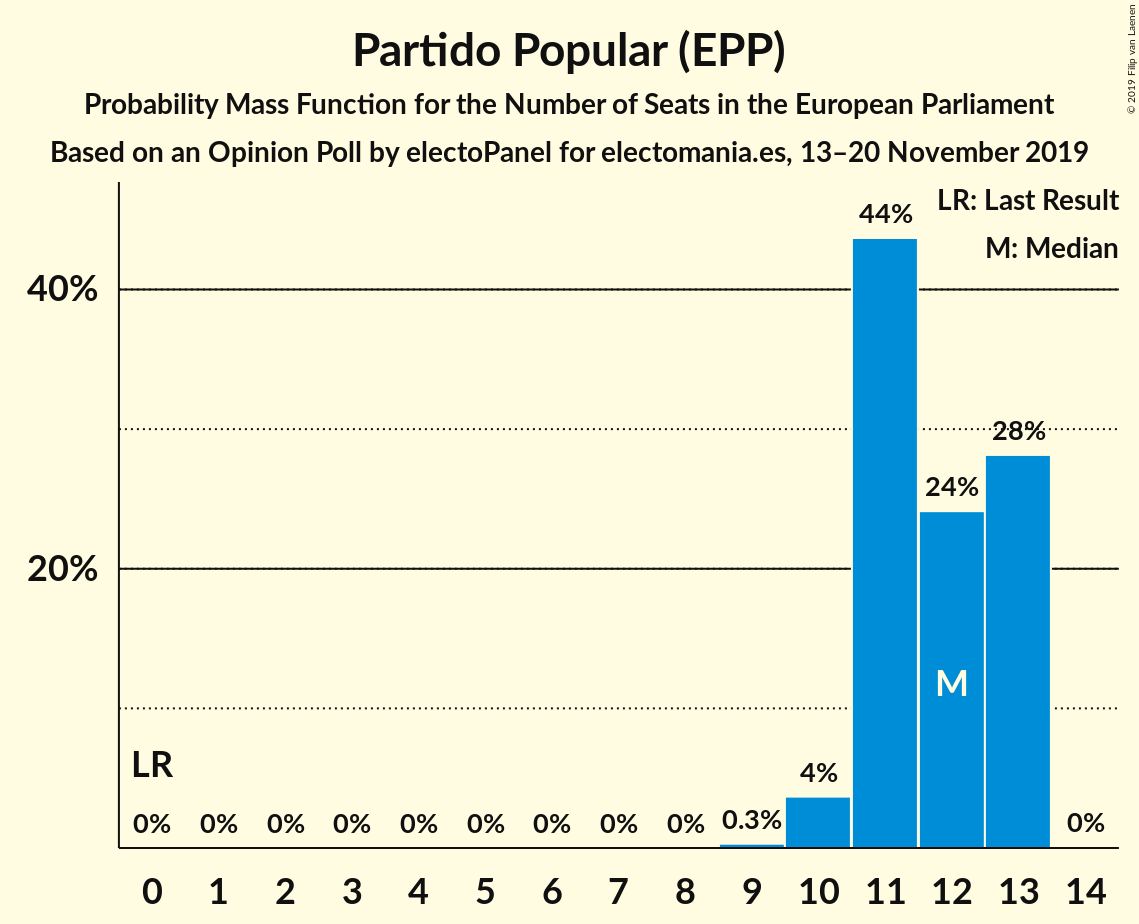 Partido Popular (EPP)
Probability Mass Function for the Number of Seats in the European Parliament
Based on an Opinion Poll by electoPanel for electomania.es, 13–20 November 2019
© 2019 Filip van Laenen
LR: Last Result
M: Median
40%
20%
44%
28%
24%
M
LR
4%
0% 0% 0% 0% 0% 0% 0% 0% 0% 0.3% 0%
0 1 2 3 4 5 6 7 8 9 10 11 12 13 14